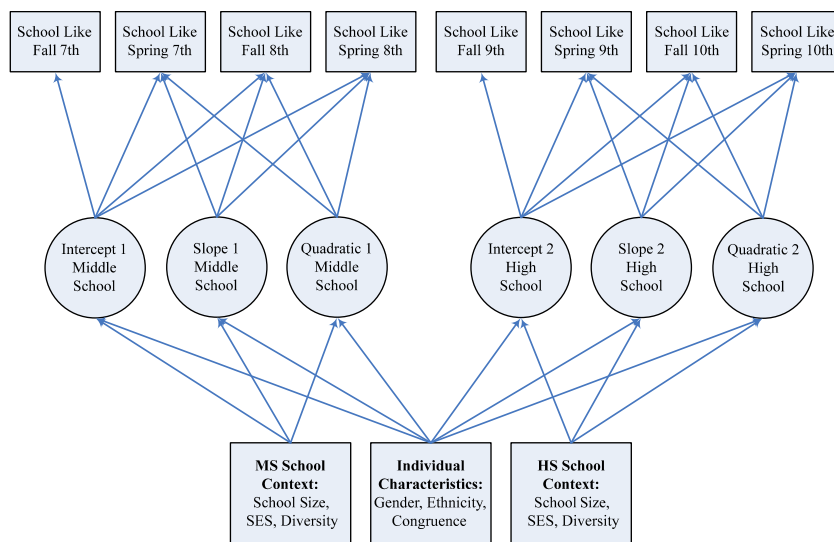 School Like
Fall 7th
School Like
Spring 7th
School Like
Fall 8th
School Like
Spring 8th
School Like
Fall 9th
School Like
Spring 9th
School Like
Fall 10th
School Like
Spring 10th
Intercept 1
Middle
School
Slope 1
Middle
School
Quadratic 1
Middle
School
Intercept 2
High
School
Slope 2
High
School
Quadratic 2
High
School
MS School
Context:
School Size,
SES, Diversity
Individual
Characteristics:
Gender, Ethnicity,
Congruence
HS School
Context:
School Size,
SES, Diversity